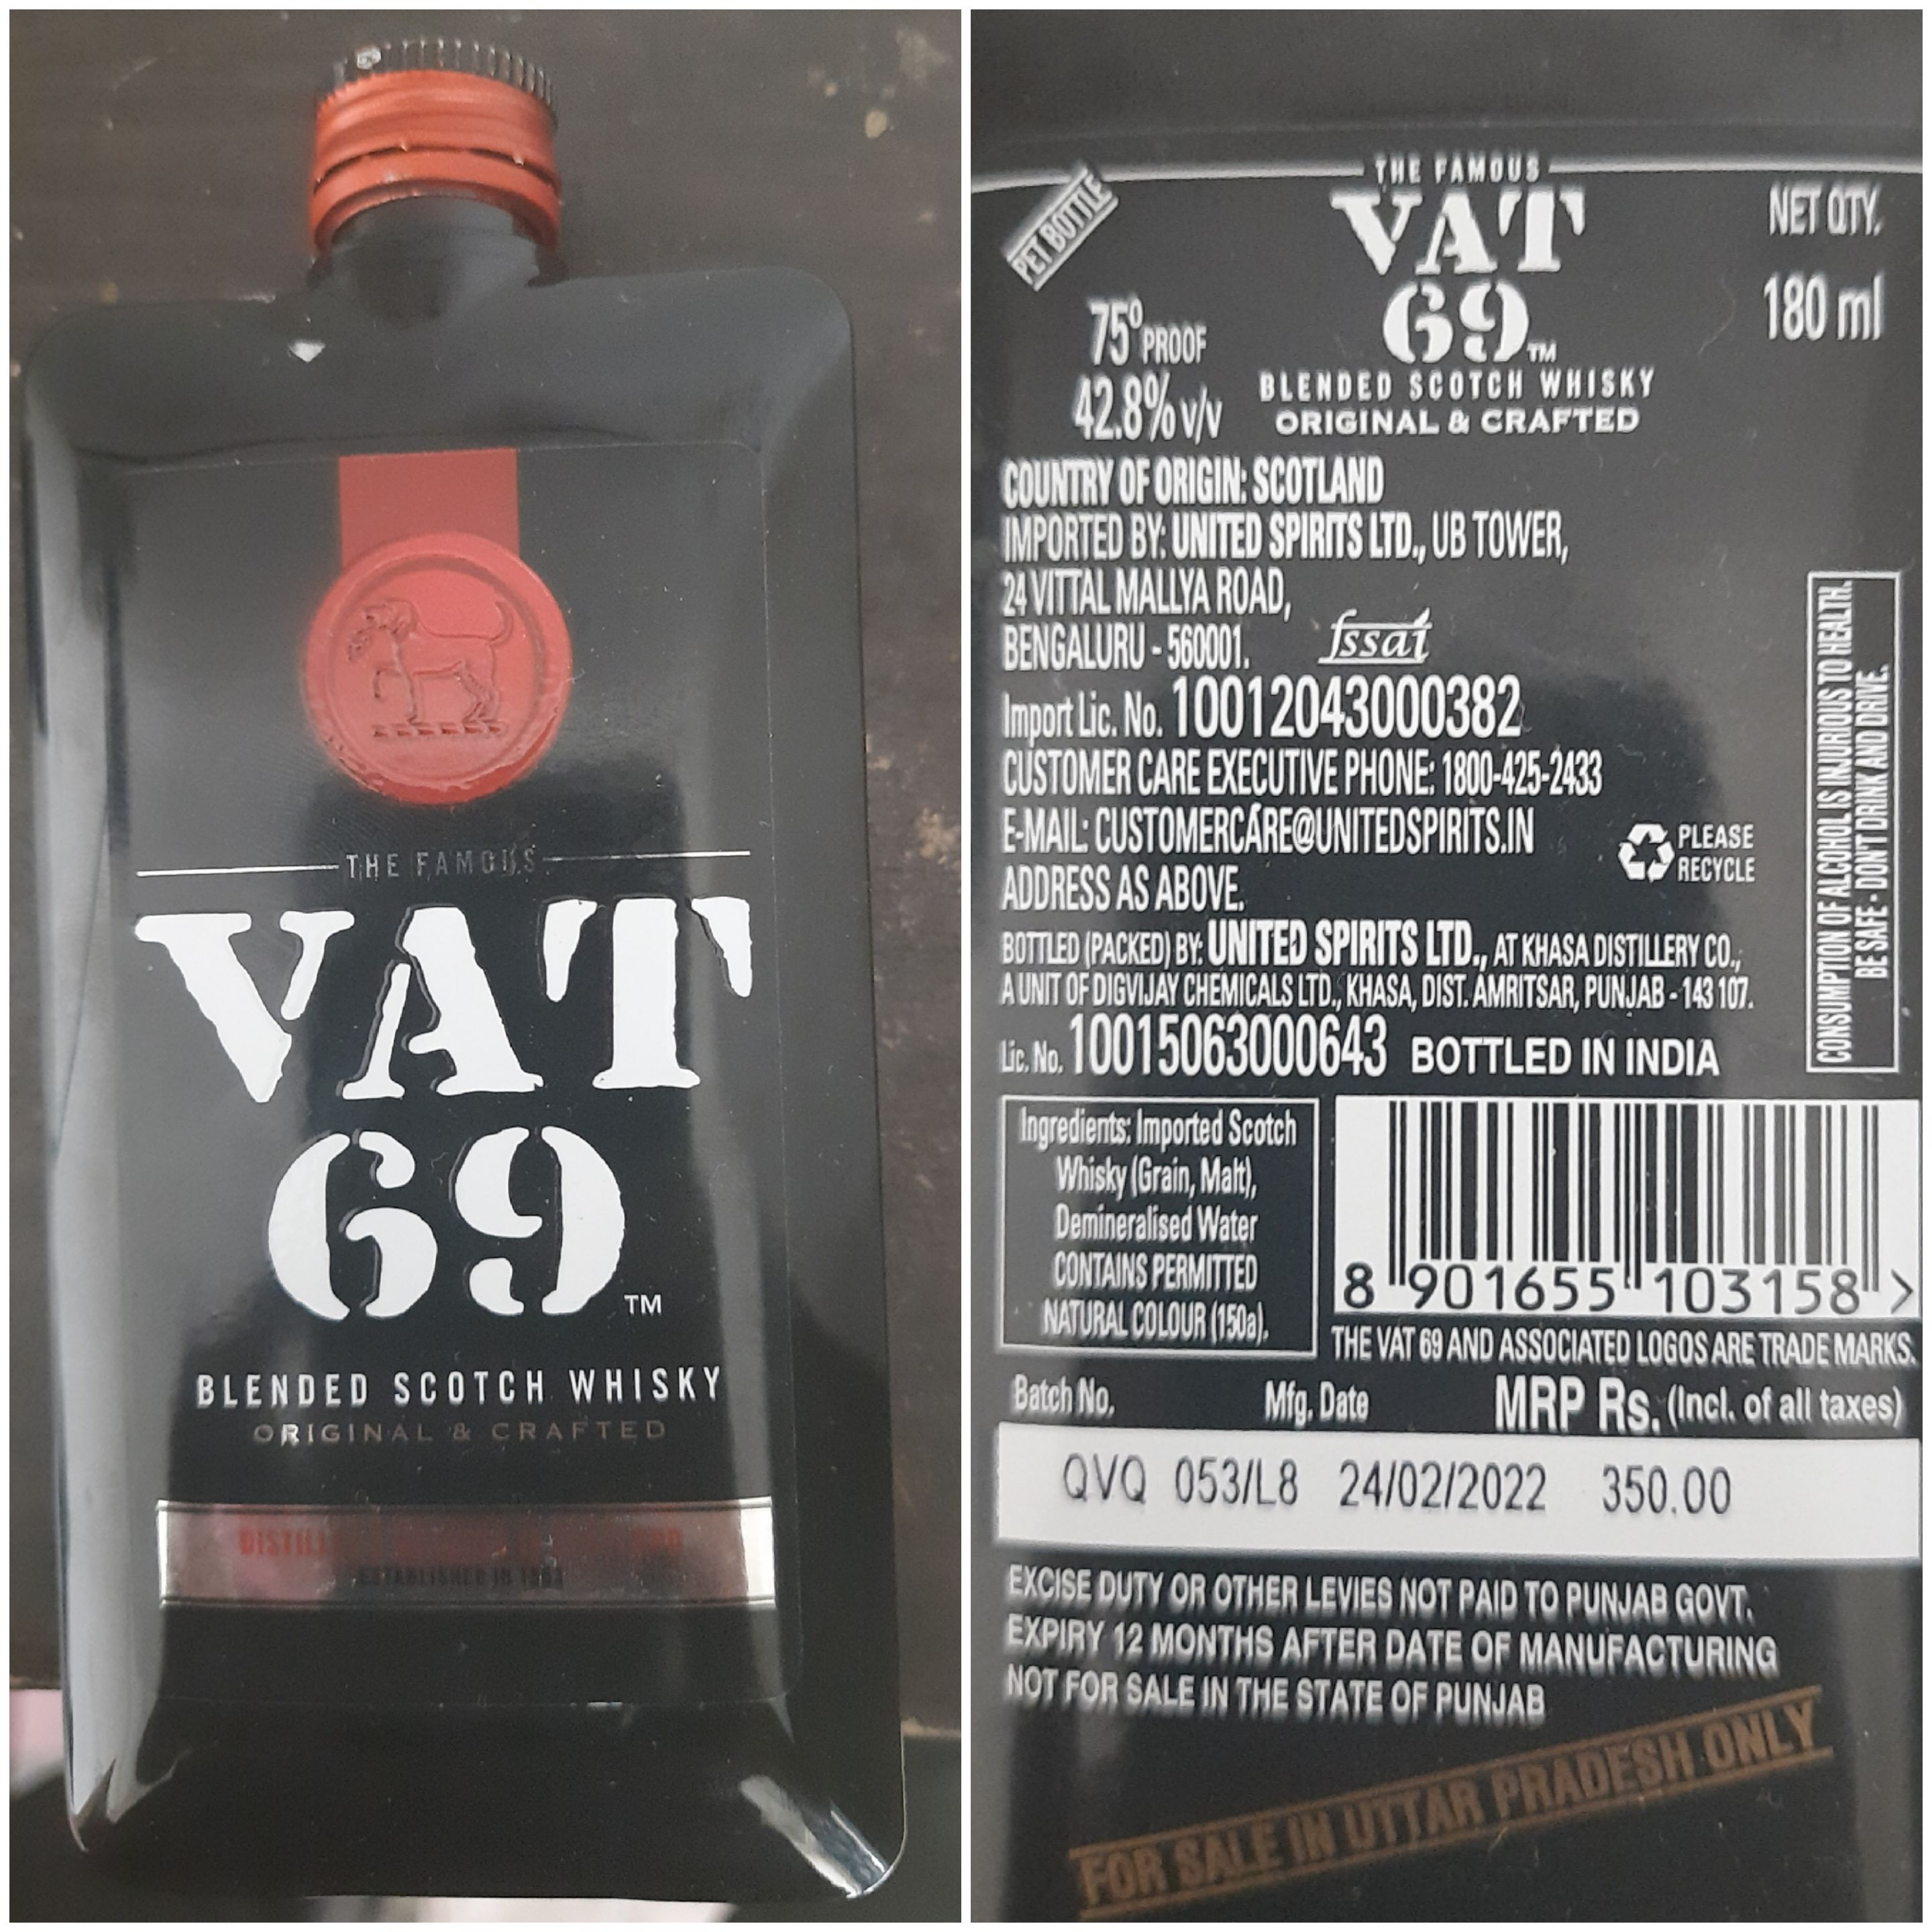 THE FAMOUS
VAT
69 TM
BLENDED SCOTCH WHISKY
ORIGINAL & CRAFTED
ESTABLISHED IN
PET BOTTLE
THE FAMOUS
VAT
69 TM
BLENDED SCOTCH WHISKY
ORIGINAL & CRAFTED
NET QTY.
180 ml
75° PROOF
42.8% v/v
COUNTRY OF ORIGIN: SCOTLAND
IMPORTED BY: UNITED SPIRITS LTD., UB TOWER,
24 VITTAL MALLYA ROAD,
BENGALURU - 560001.
fssai
Import Lic. No. 10012043000382
CUSTOMER CARE EXECUTIVE PHONE: 1800-425-2433
E-MAIL: CUSTOMERCARE@UNITEDSPIRITS.IN
ADDRESS AS ABOVE.
PLEASE
RECYCLE
BOTTLED (PACKED) BY: UNITED SPIRITS LTD., AT KHASA DISTILLERY CO.,
A UNIT OF DIGVIJAY CHEMICALS LTD., KHASA, DIST. AMRITSAR, PUNJAB - 143 107.
Lic. No. 10015063000643 BOTTLED IN INDIA
CONSUMPTION OF ALCOHOL IS INJURIOUS TO HEALTH.
BE SAFE - DON'T DRINK AND DRIVE.
Ingredients: Imported Scotch
Whisky (Grain, Malt),
Demineralised Water
CONTAINS PERMITTED
NATURAL COLOUR (150a).
8 901655 103158 >
THE VAT 69 AND ASSOCIATED LOGOS ARE TRADE MARKS.
Batch No. Mfg. Date MRP Rs. (Incl. of all taxes)
QVQ 053/L8 24/02/2022 350.00
EXCISE DUTY OR OTHER LEVIES NOT PAID TO PUNJAB GOVT.
EXPIRY 12 MONTHS AFTER DATE OF MANUFACTURING
NOT FOR SALE IN THE STATE OF PUNJAB
FOR SALE IN UTTAR PRADESH ONLY